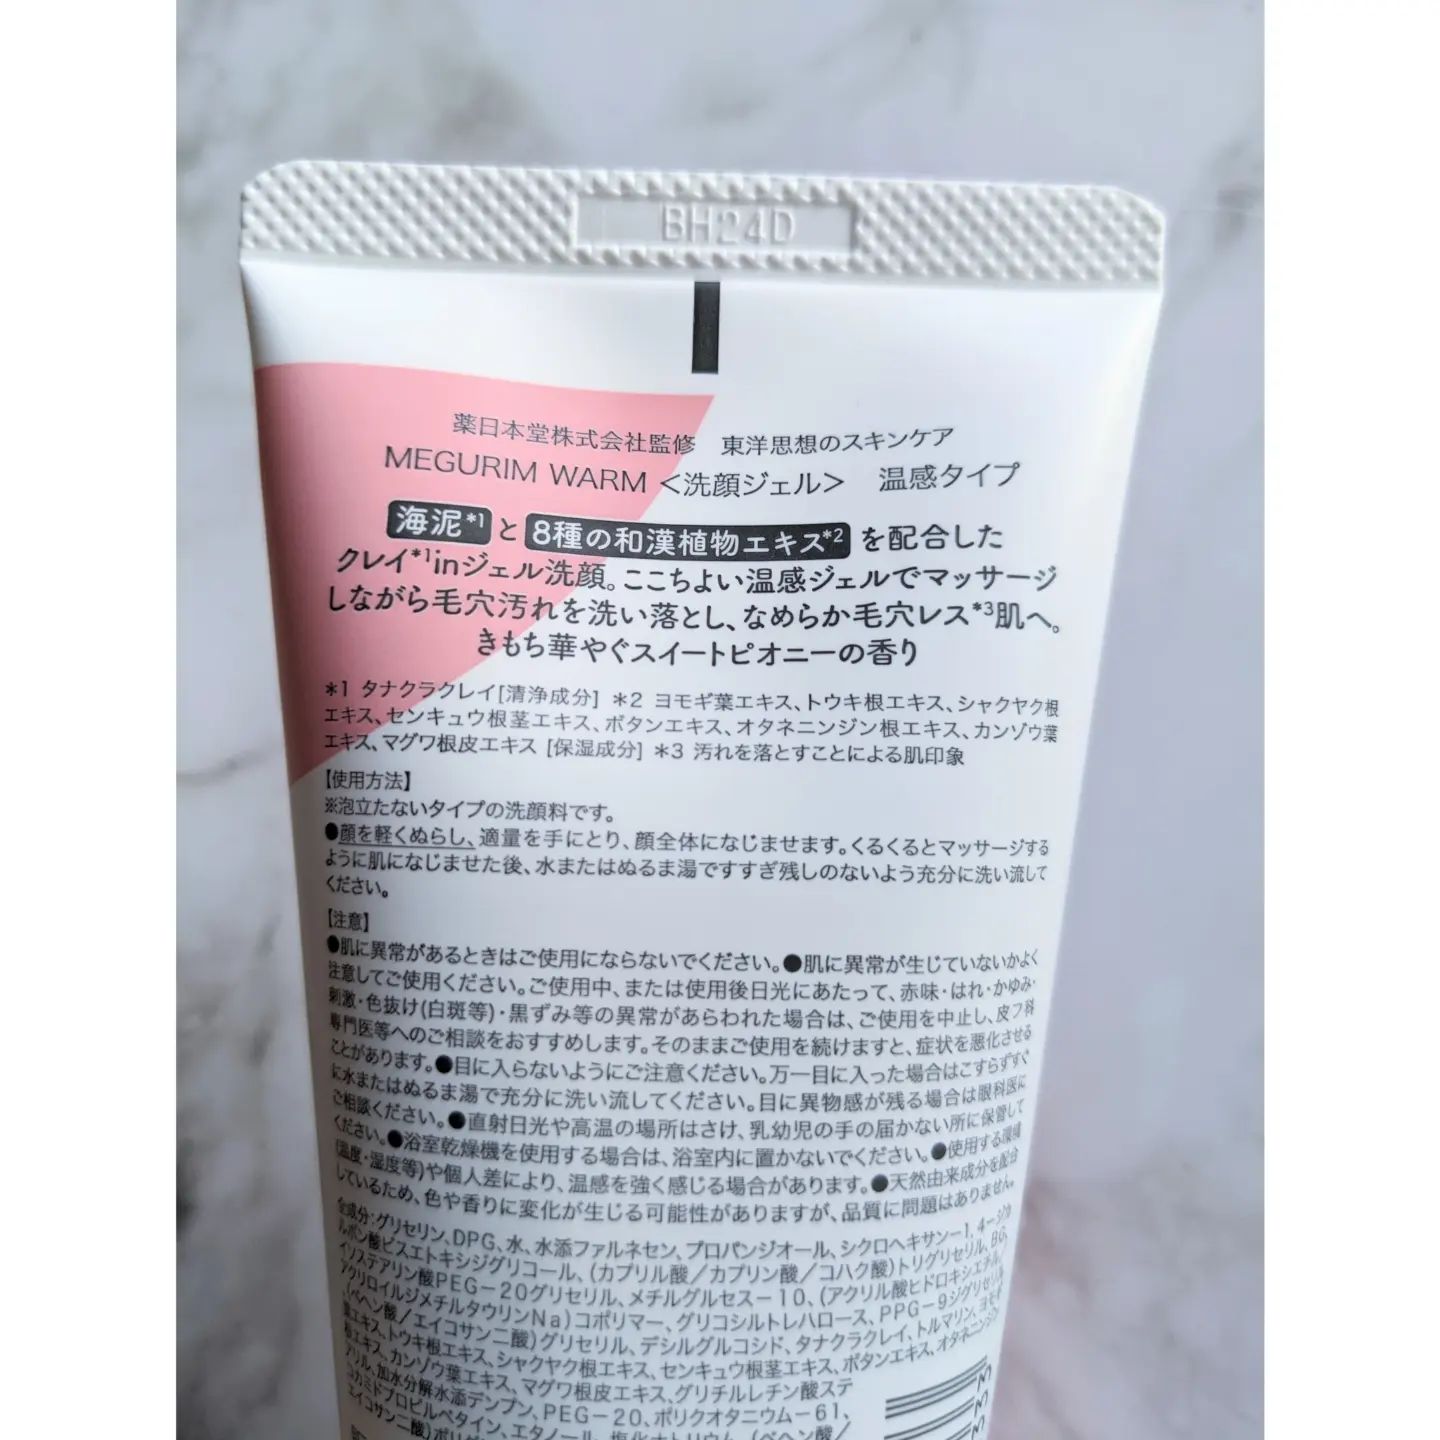 BH24D
薬日本堂株式会社監修　東洋思想のスキンケア
MEGURIM WARM <洗顔ジェル>　温感タイプ
海泥*1 と 8種の和漢植物エキス*2 を配合した
クレイ*1inジェル洗顔。ここちよい温感ジェルでマッサージ
しながら毛穴汚れを洗い落とし、なめらか毛穴レス*3肌へ。
きもち華やぐスイートピオニーの香り
*1 タナクラクレイ[清浄成分] *2 ヨモギ葉エキス、トウキ根エキス、シャクヤク根
エキス、センキュウ根茎エキス、ボタンエキス、オタネニンジン根エキス、カンゾウ葉
エキス、マグワ根皮エキス [保湿成分] *3 汚れを落とすことによる肌印象
【使用方法】
※泡立たないタイプの洗顔料です。
●顔を軽くぬらし、適量を手にとり、顔全体になじませます。くるくるとマッサージする
ように肌になじませた後、水またはぬるま湯ですすぎ残しのないよう充分に洗い流して
ください。
【注意】
●肌に異常があるときはご使用にならないでください。●肌に異常が生じていないかよく
注意してご使用ください。ご使用中、または使用後日光にあたって、赤味・はれ・かゆみ・
刺激・色抜け(白斑等)・黒ずみ等の異常があらわれた場合は、ご使用を中止し、皮フ科
専門医等へのご相談をおすすめします。そのままご使用を続けますと、症状を悪化させる
ことがあります。●目に入らないようにご注意ください。万一目に入った場合はこすらずすぐ
に水またはぬるま湯で充分に洗い流してください。目に異物感が残る場合は眼科医に
ご相談ください。●直射日光や高温の場所はさけ、乳幼児の手の届かない所に保管して
ください。●浴室乾燥機を使用する場合は、浴室内に置かないでください。●使用する環境
(温度・湿度等)や個人差により、温感を強く感じる場合があります。●天然由来成分を配合
しているため、色や香りに変化が生じる可能性がありますが、品質に問題はありません。
全成分：グリセリン、DPG、水、水添ファルネセン、プロパンジオール、シクロヘキサン-1,4-ジカ
ルボン酸ビスエトキシジグリコール、(カプリル酸/カプリン酸/コハク酸)トリグリセリル、BG、
イソステアリン酸PEG-20グリセリル、メチルグルセス-10、(アクリル酸ヒドロキシエチル/
アクリロイルジメチルタウリンNa)コポリマー、グリコシルトレハロース、PPG-9ジグリセリル、
(ベヘン酸/エイコサン二酸)グリセリル、デシルグルコシド、タナクラクレイ、トルマリン、ヨモギ
葉エキス、トウキ根エキス、シャクヤク根エキス、センキュウ根茎エキス、ボタンエキス、オタネニンジン
根エキス、カンゾウ葉エキス、マグワ根皮エキス、グリチルレチン酸ステ
アリル、加水分解水添デンプン、PEG-20、ポリクオタニウム-61、
コカミドプロピルベタイン、エタノール、塩化ナトリウム、(ベヘン酸/
エイコサン二酸)